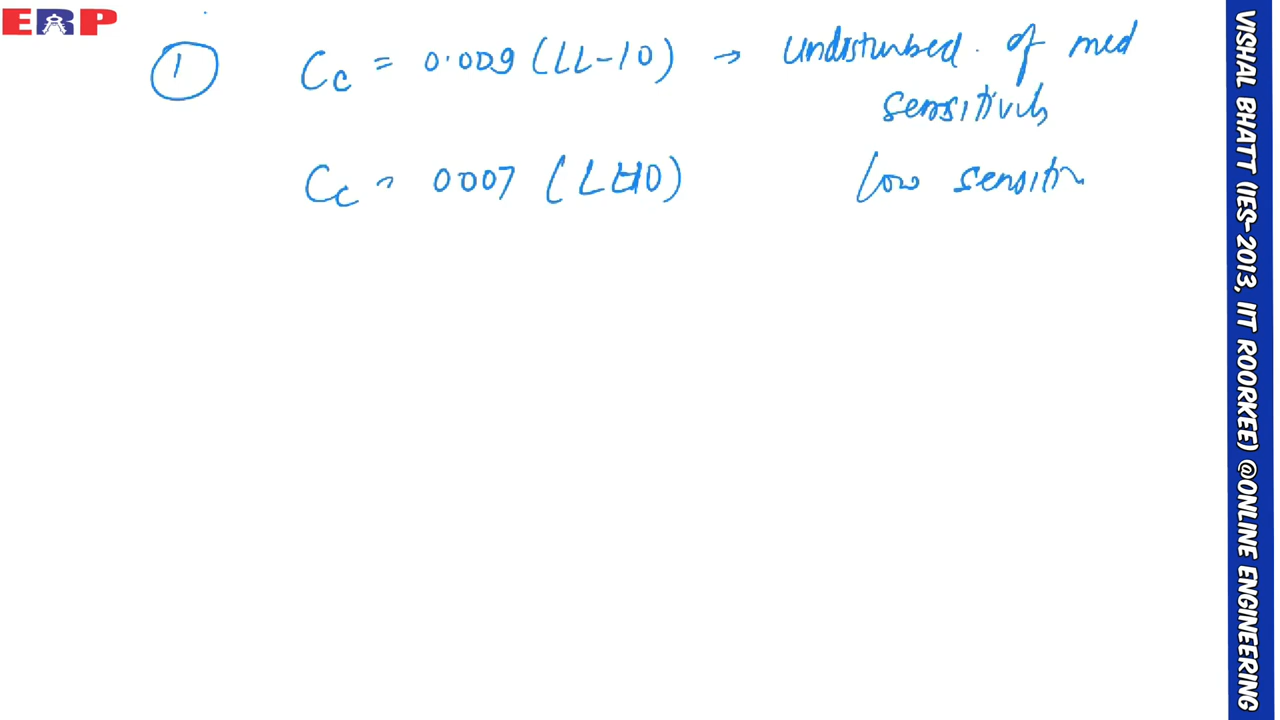 ERP
1 Cc = 0.009 (LL-10) → undisturbed of med
sensitivity
Cc = 0.007 (LL-10) low sensitiv
VISHAL BHATT (IES-2013, IIT ROORKEE) @ONLINE ENGINEERING